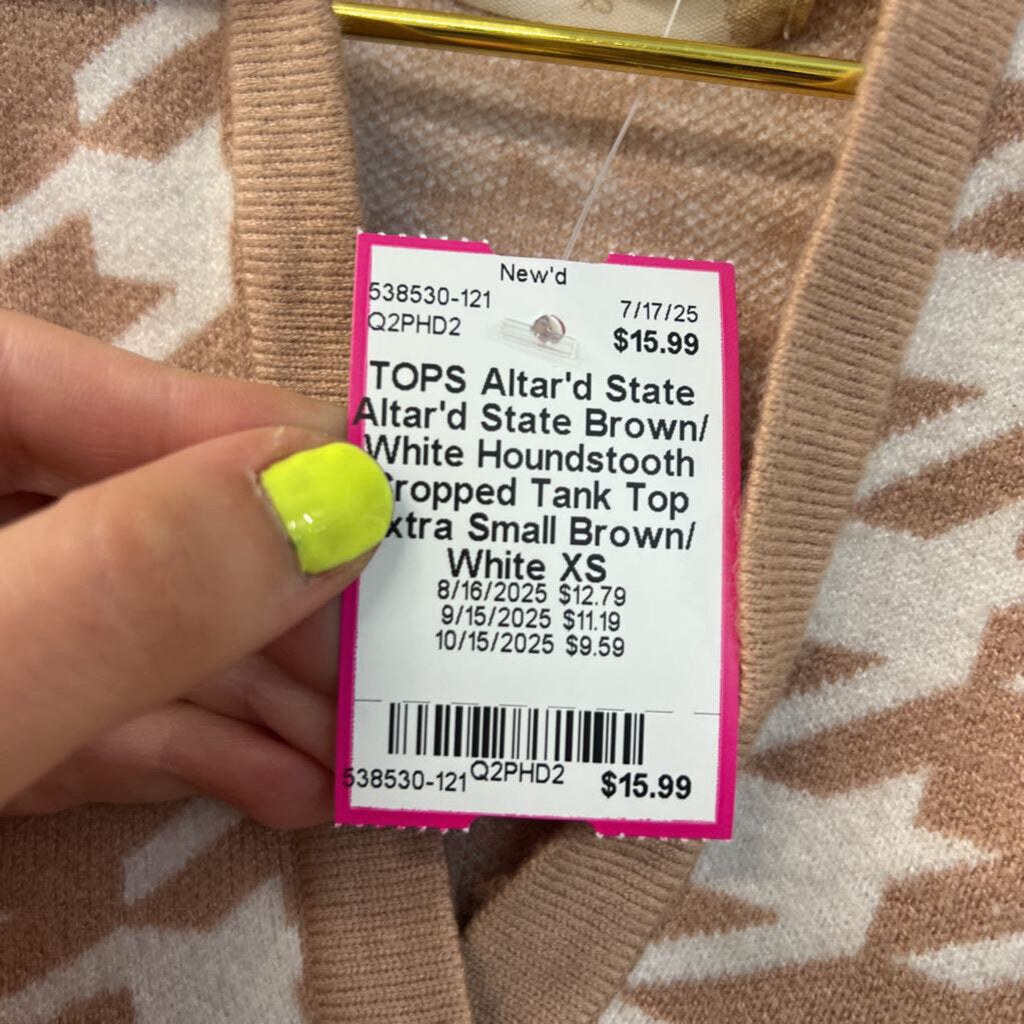 New'd
538530-121 7/17/25
Q2PHD2 $15.99
TOPS Altar'd State
Altar'd State Brown/
White Houndstooth
ropped Tank Top
xtra Small Brown/
White XS
8/16/2025 $12.79
9/15/2025 $11.19
10/15/2025 $9.59
538530-121 Q2PHD2 $15.99